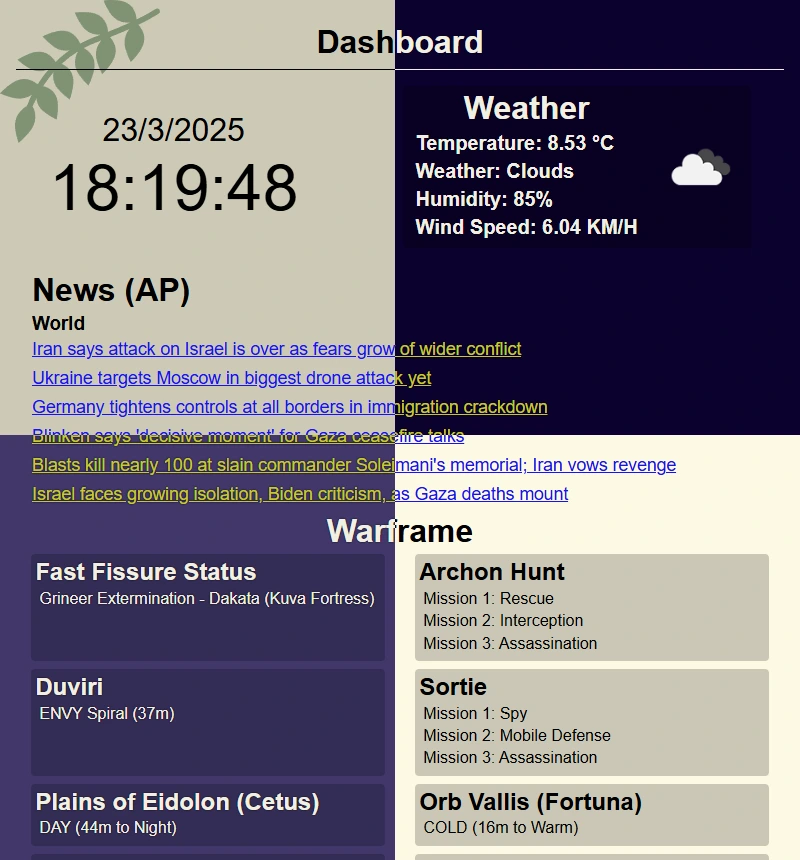 Dashboard
23/3/2025
18:19:48
Weather
Temperature: 8.53 °C
Weather: Clouds
Humidity: 85%
Wind Speed: 6.04 KM/H
News (AP)
World
Iran says attack on Israel is over as fears grow of wider conflict
Ukraine targets Moscow in biggest drone attack yet
Germany tightens controls at all borders in immigration crackdown
Blinken says 'decisive moment' for Gaza ceasefire talks
Blasts kill nearly 100 at slain commander Soleimani's memorial; Iran vows revenge
Israel faces growing isolation, Biden criticism, as Gaza deaths mount
Warframe
Fast Fissure Status
Grineer Extermination - Dakata (Kuva Fortress)
Archon Hunt
Mission 1: Rescue
Mission 2: Interception
Mission 3: Assassination
Duviri
ENVY Spiral (37m)
Sortie
Mission 1: Spy
Mission 2: Mobile Defense
Mission 3: Assassination
Plains of Eidolon (Cetus)
DAY (44m to Night)
Orb Vallis (Fortuna)
COLD (16m to Warm)